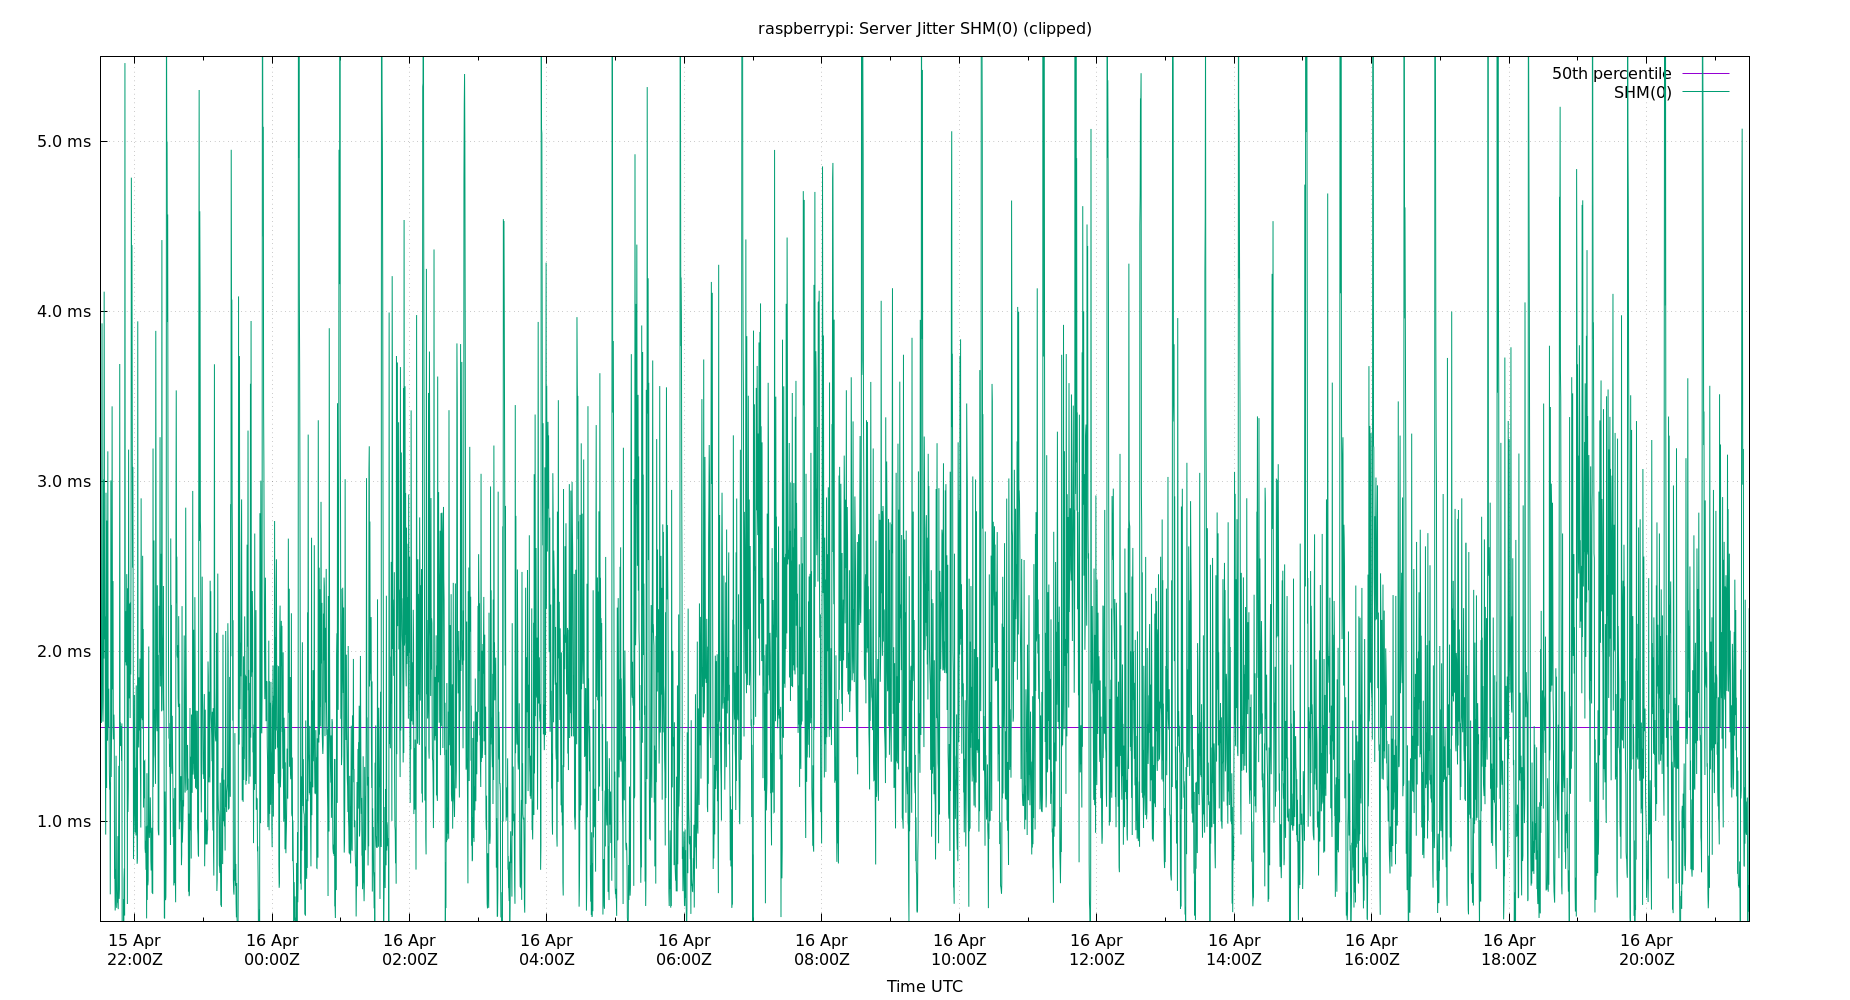 raspberrypi: Server Jitter SHM(0) (clipped)
50th percentile
SHM(0)
5.0 ms
4.0 ms
3.0 ms
2.0 ms
1.0 ms
15 Apr 16 Apr 16 Apr 16 Apr 16 Apr 16 Apr 16 Apr 16 Apr 16 Apr 16 Apr 16 Apr 16 Apr
22:00Z 00:00Z 02:00Z 04:00Z 06:00Z 08:00Z 10:00Z 12:00Z 14:00Z 16:00Z 18:00Z 20:00Z
Time UTC